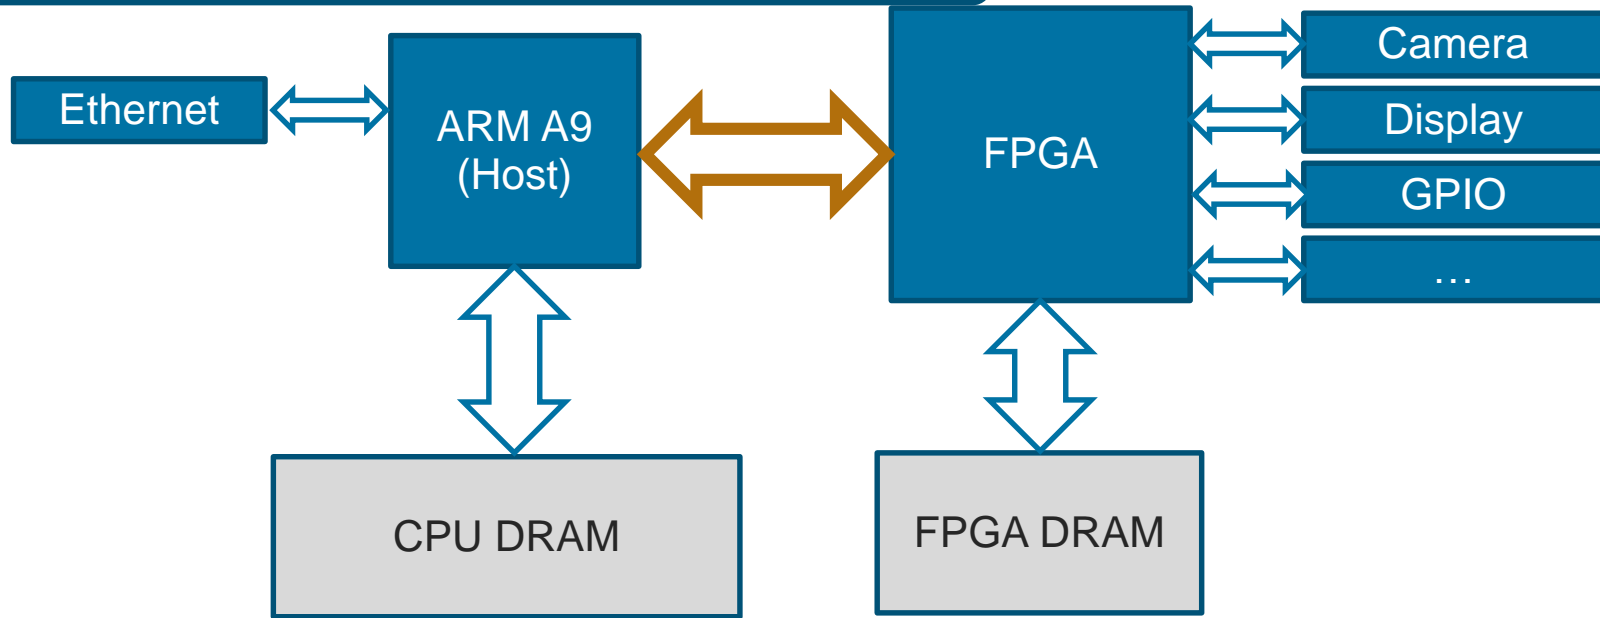 Ethernet
ARM A9
(Host)
FPGA
Camera
Display
GPIO
...
CPU DRAM
FPGA DRAM